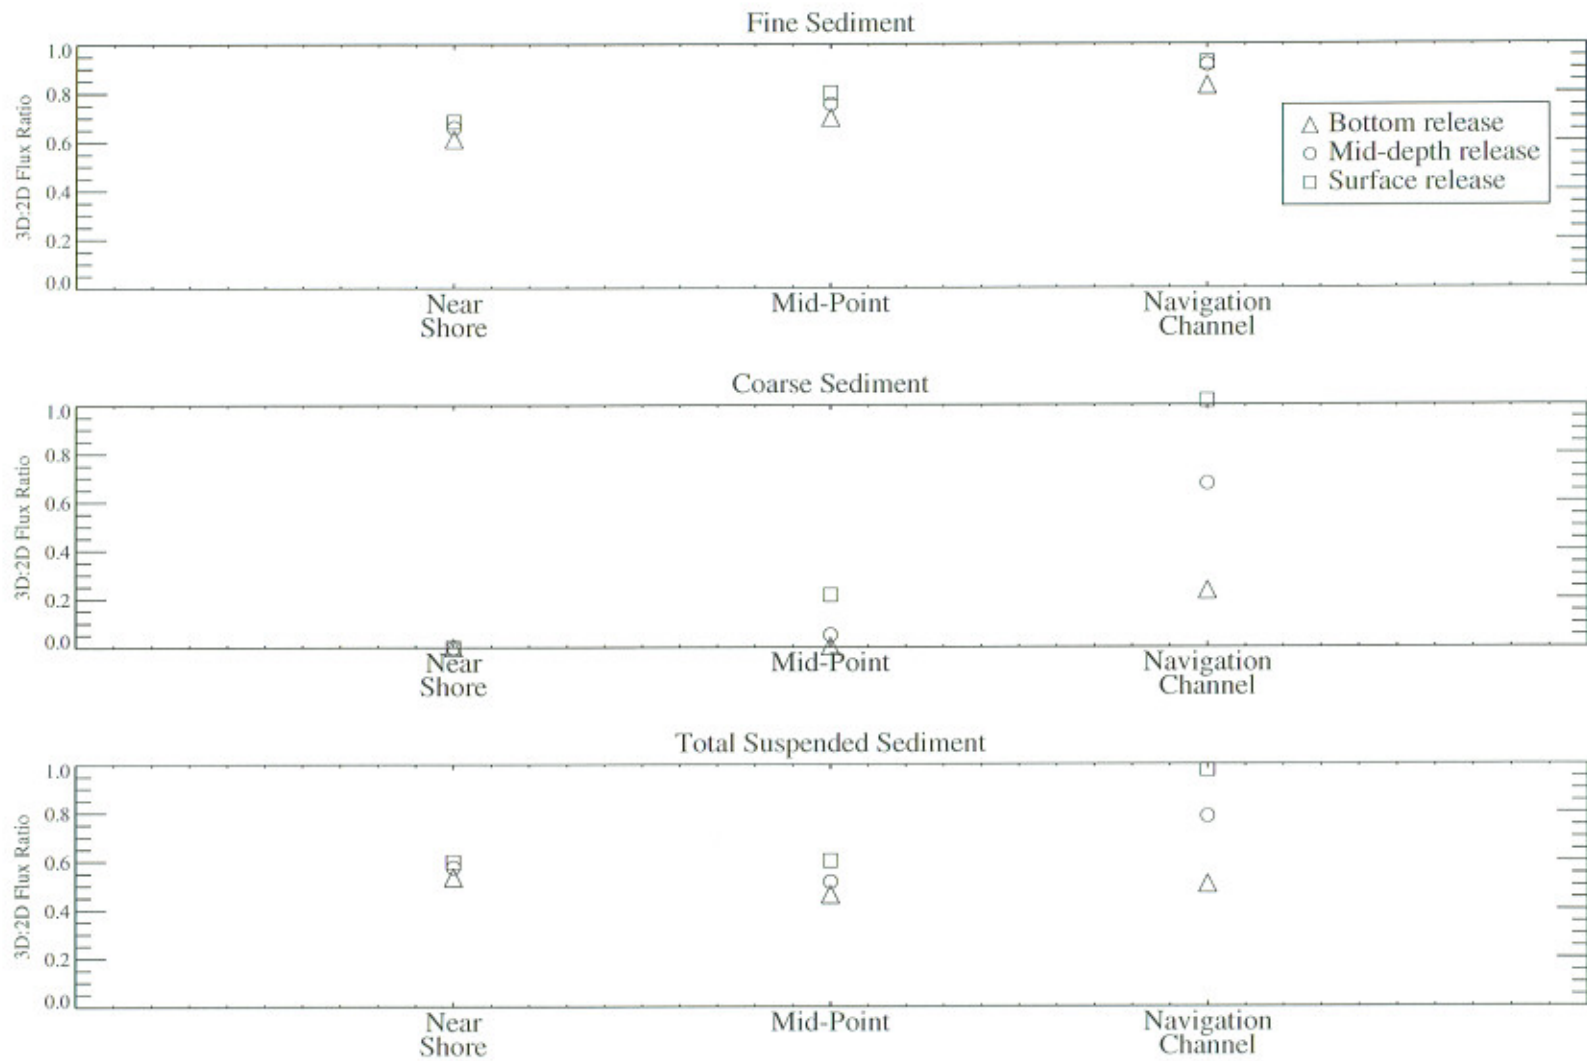 Fine Sediment
1.0
0.8
0.6
0.4
0.2
0.0
3D:2D Flux Ratio
Bottom release
Mid-depth release
Surface release
Near
Shore
Mid-Point
Navigation
Channel
Coarse Sediment
1.0
0.8
0.6
0.4
0.2
0.0
3D:2D Flux Ratio
Near
Shore
Mid-Point
Navigation
Channel
Total Suspended Sediment
1.0
0.8
0.6
0.4
0.2
0.0
3D:2D Flux Ratio
Near
Shore
Mid-Point
Navigation
Channel